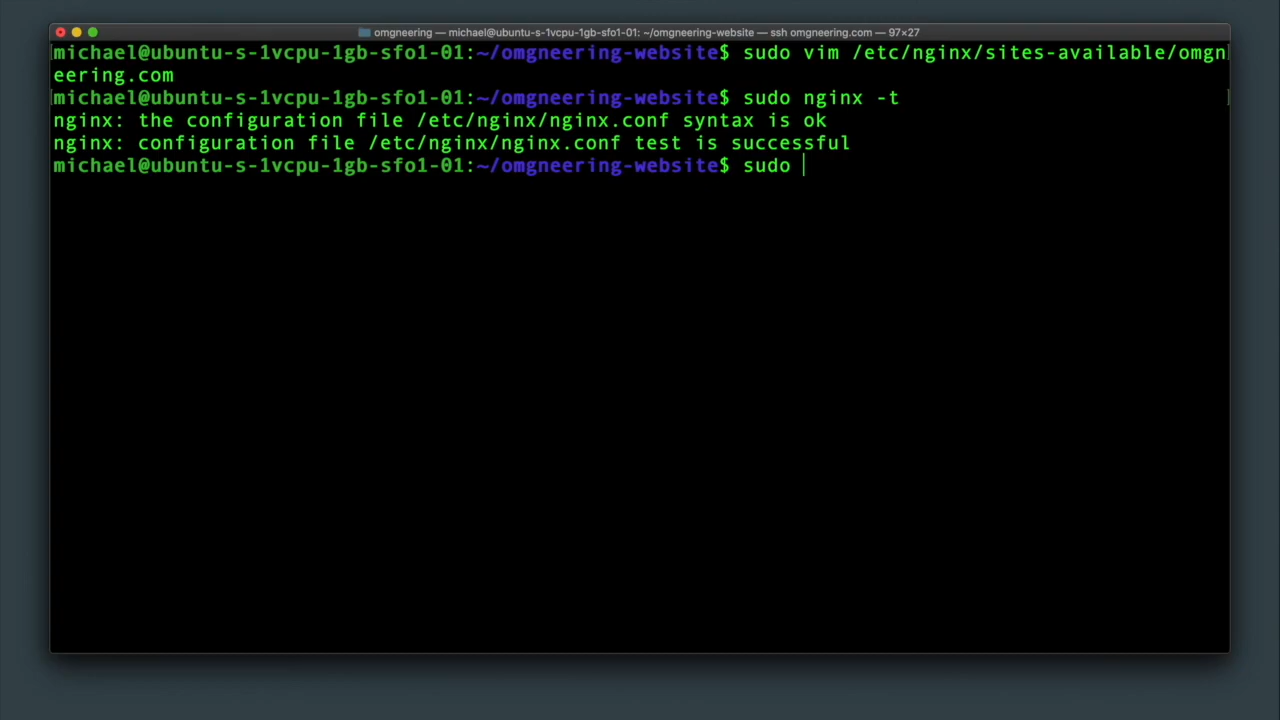 omgneering — michael@ubuntu-s-1vcpu-1gb-sfo1-01: ~/omgneering-website — ssh omgneering.com — 97×27
michael@ubuntu-s-1vcpu-1gb-sfo1-01:~/omgneering-website$ sudo vim /etc/nginx/sites-available/omgn
eering.com
michael@ubuntu-s-1vcpu-1gb-sfo1-01:~/omgneering-website$ sudo nginx -t
nginx: the configuration file /etc/nginx/nginx.conf syntax is ok
nginx: configuration file /etc/nginx/nginx.conf test is successful
michael@ubuntu-s-1vcpu-1gb-sfo1-01:~/omgneering-website$ sudo